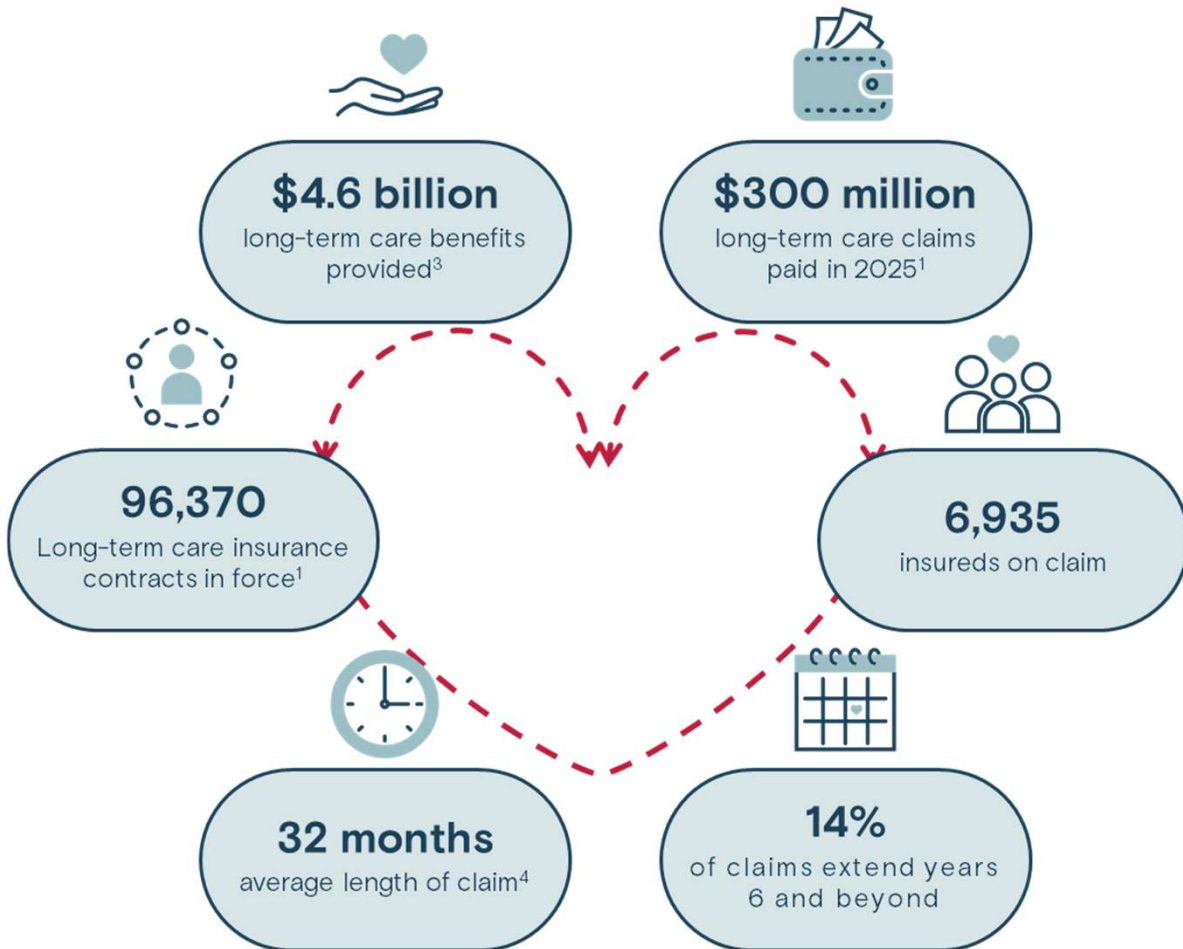 $4.6 billion
long-term care benefits
provided³
$300 million
long-term care claims
paid in 2025¹
96,370
Long-term care insurance
contracts in force¹
6,935
insureds on claim
32 months
average length of claim⁴
14%
of claims extend years
6 and beyond